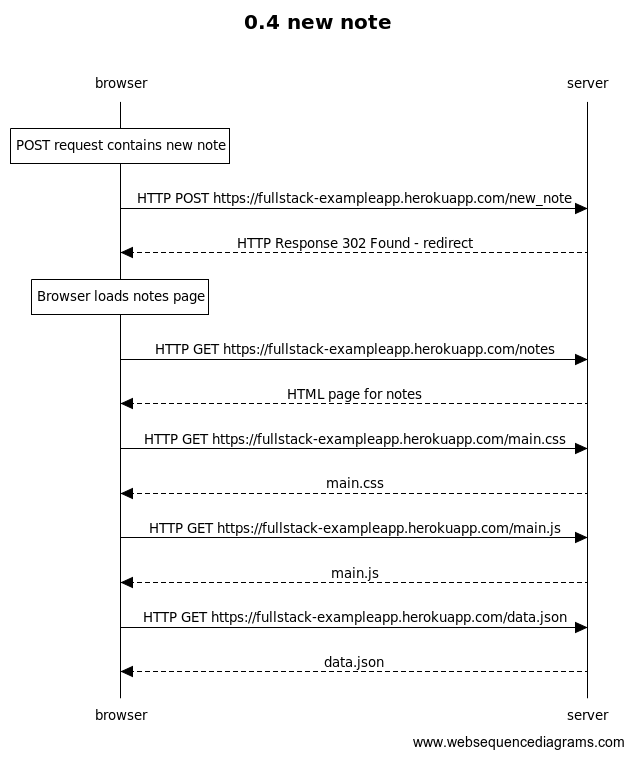 0.4 new note
browser server
POST request contains new note
HTTP POST https://fullstack-exampleapp.herokuapp.com/new_note
HTTP Response 302 Found - redirect
Browser loads notes page
HTTP GET https://fullstack-exampleapp.herokuapp.com/notes
HTML page for notes
HTTP GET https://fullstack-exampleapp.herokuapp.com/main.css
main.css
HTTP GET https://fullstack-exampleapp.herokuapp.com/main.js
main.js
HTTP GET https://fullstack-exampleapp.herokuapp.com/data.json
data.json
browser server
www.websequencediagrams.com